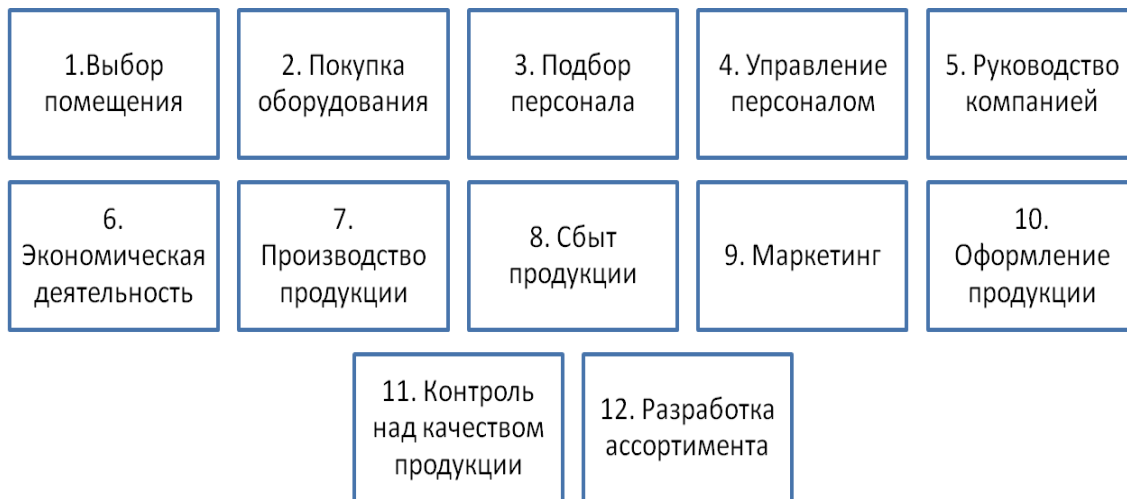 1.Выбор
помещения
2. Покупка
оборудования
3. Подбор
персонала
4. Управление
персоналом
5. Руководство
компанией
6.
Экономическая
деятельность
7.
Производство
продукции
8. Сбыт
продукции
9. Маркетинг
10.
Оформление
продукции
11. Контроль
над качеством
продукции
12. Разработка
ассортимента